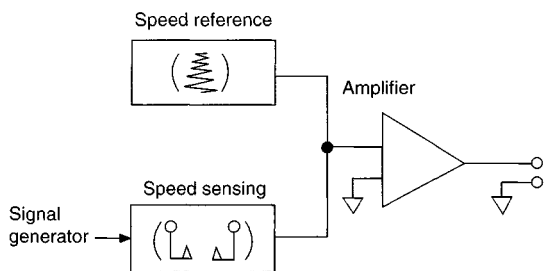 Speed reference
Amplifier
Speed sensing
Signal
generator